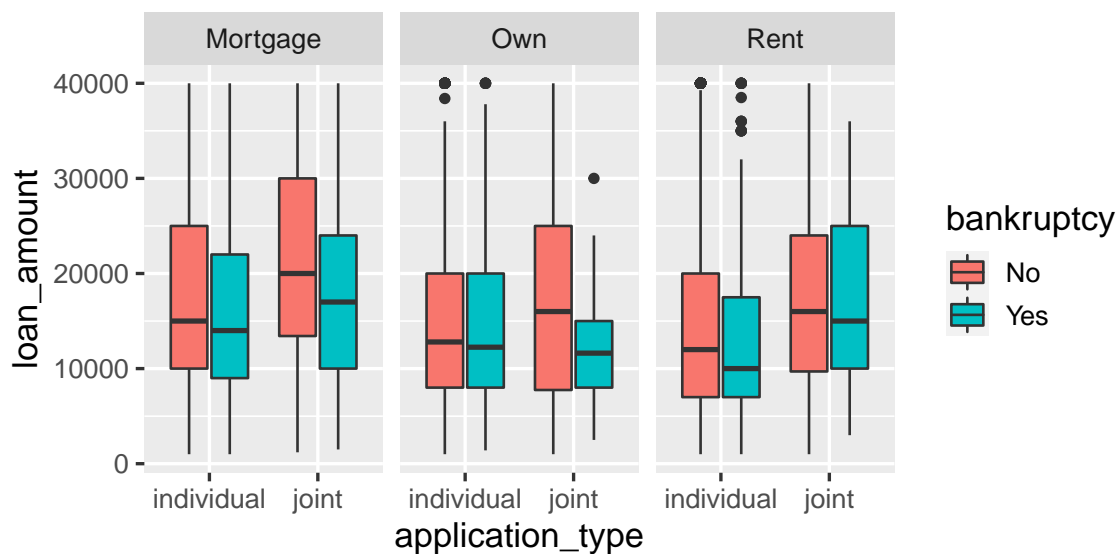 Mortgage
Own
Rent
40000
30000
20000
10000
0
loan_amount
individual
joint
individual
joint
individual
joint
application_type
bankruptcy
No
Yes